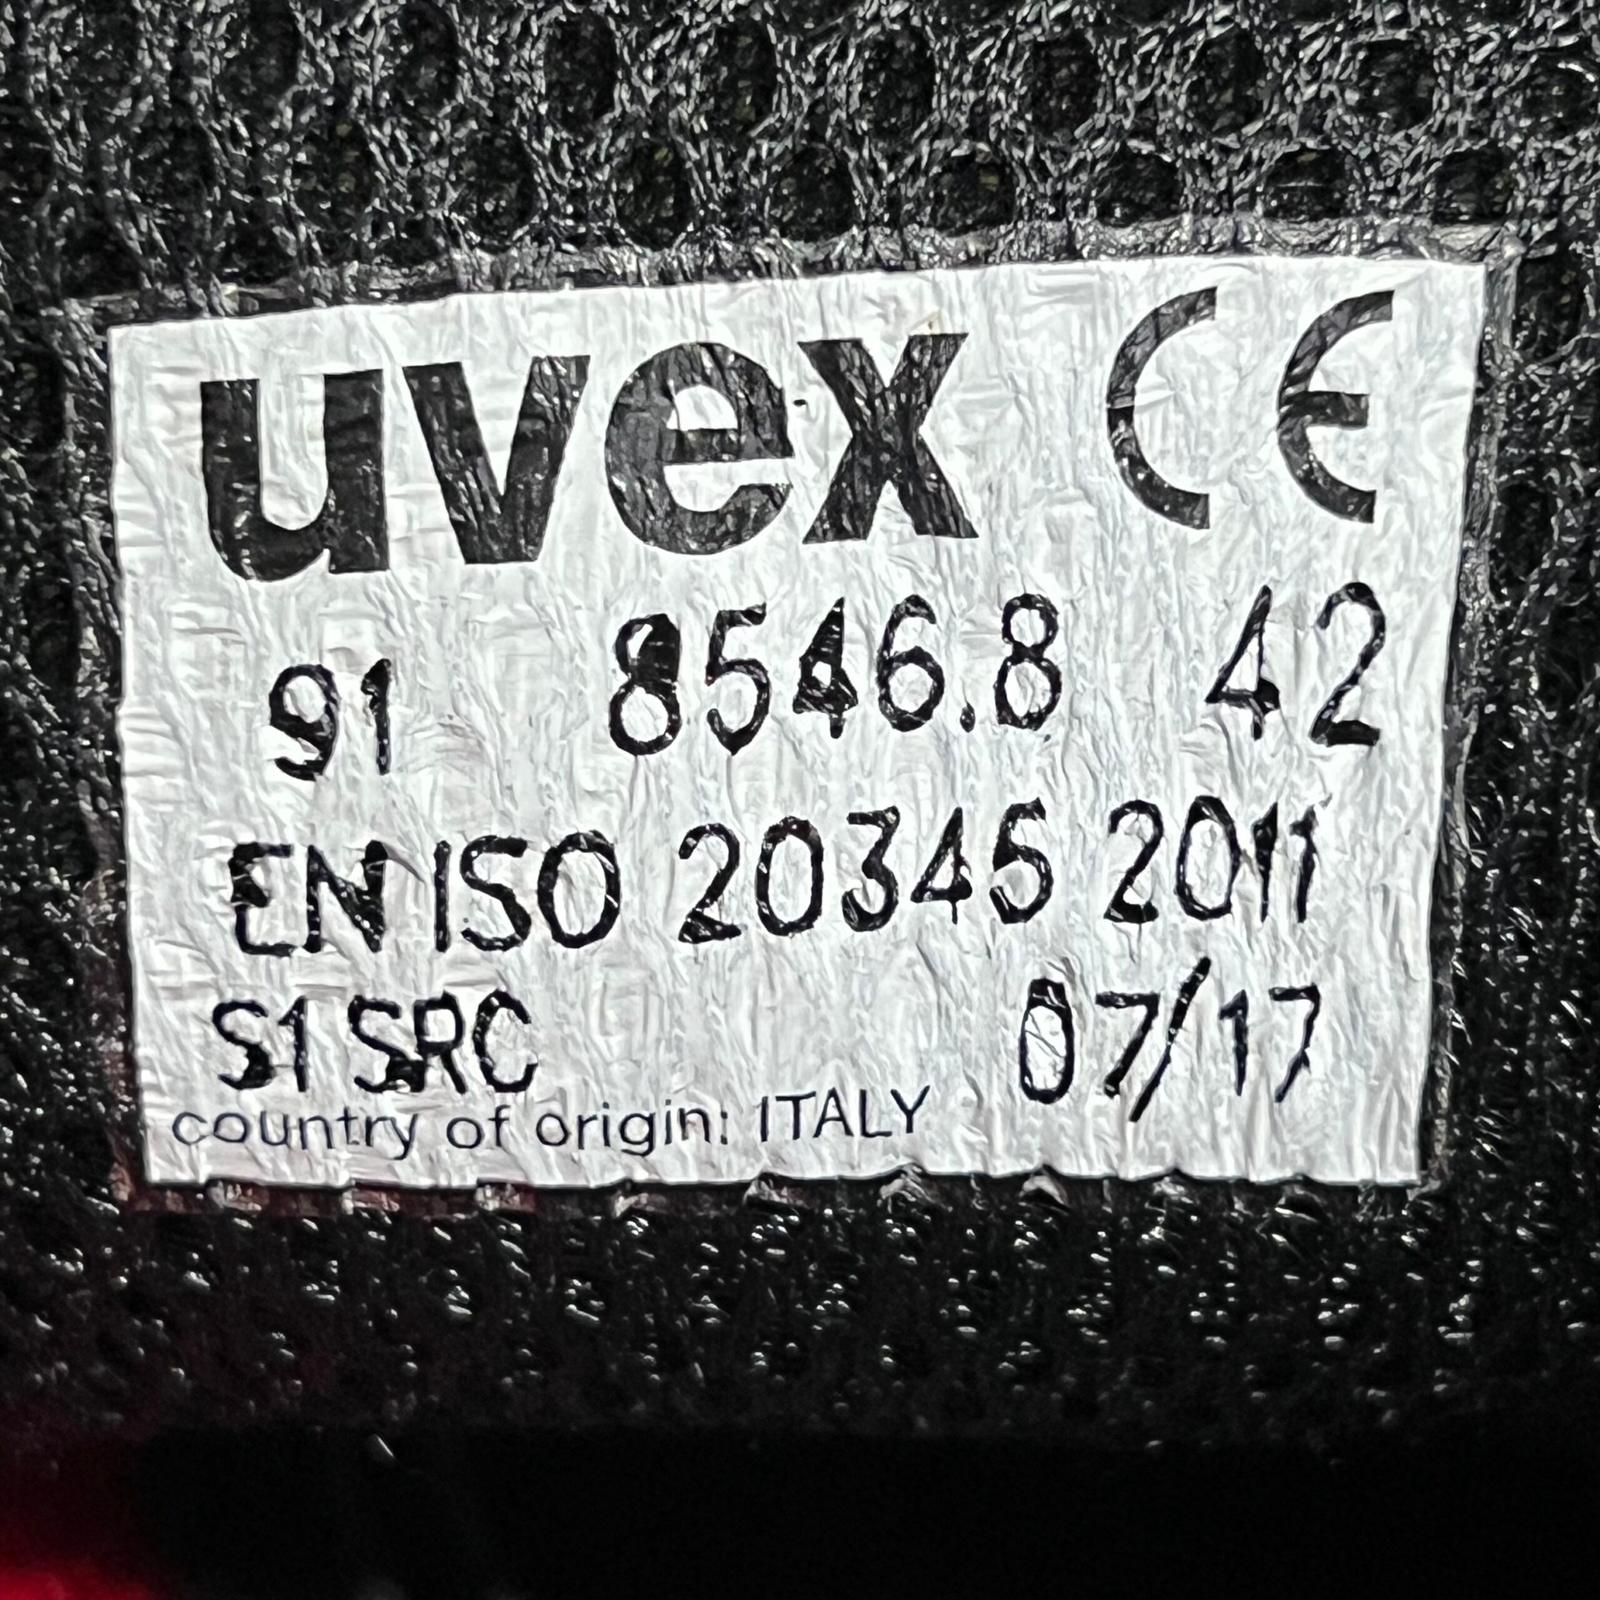 uvex CE
91 8546.8 42
EN ISO 20345 2011
S1 SRC 07/17
country of origin: ITALY